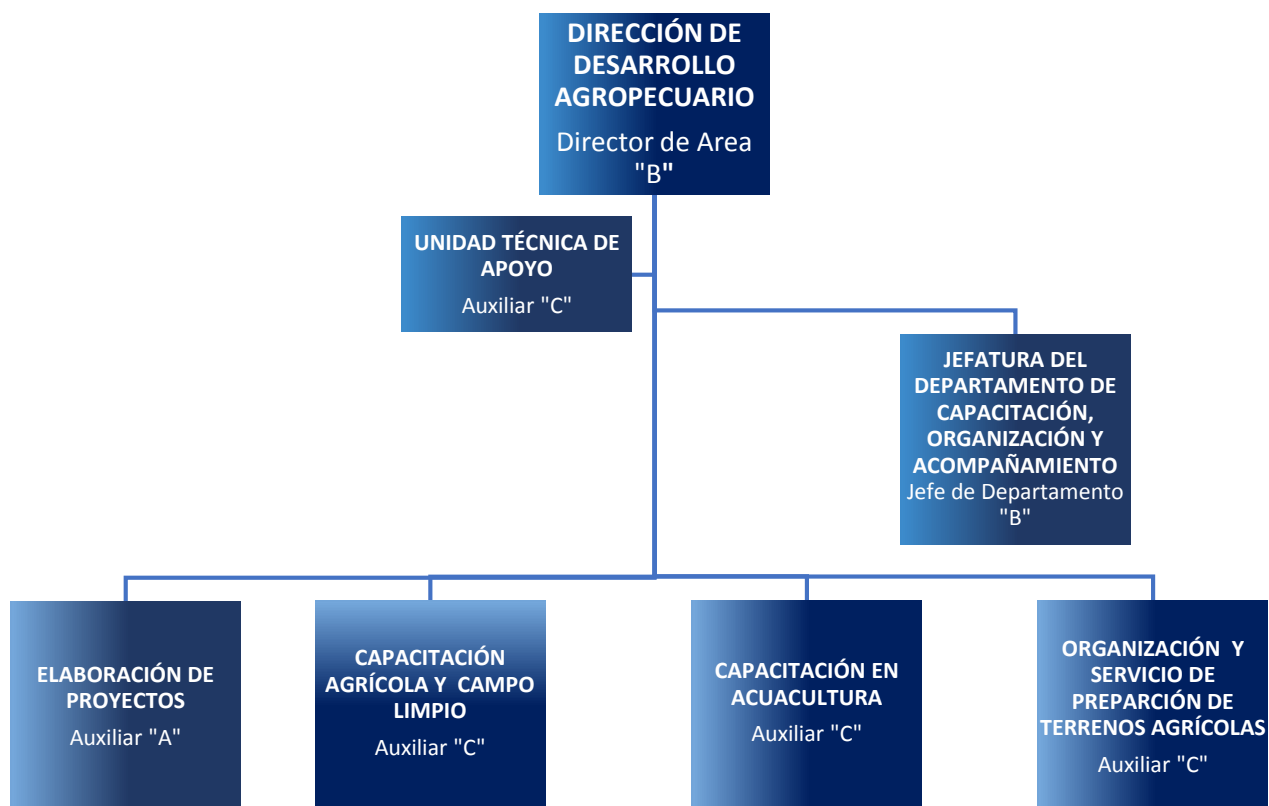 DIRECCIÓN DE
DESARROLLO
AGROPECUARIO
Director de Area
"B"
UNIDAD TÉCNICA DE
APOYO
Auxiliar "C"
JEFATURA DEL
DEPARTAMENTO DE
CAPACITACIÓN,
ORGANIZACIÓN Y
ACOMPAÑAMIENTO
Jefe de Departamento
"B"
ELABORACIÓN DE
PROYECTOS
Auxiliar "A"
CAPACITACIÓN
AGRÍCOLA Y CAMPO
LIMPIO
Auxiliar "C"
CAPACITACIÓN EN
ACUACULTURA
Auxiliar "C"
ORGANIZACIÓN Y
SERVICIO DE
PREPARCIÓN DE
TERRENOS AGRÍCOLAS
Auxiliar "C"